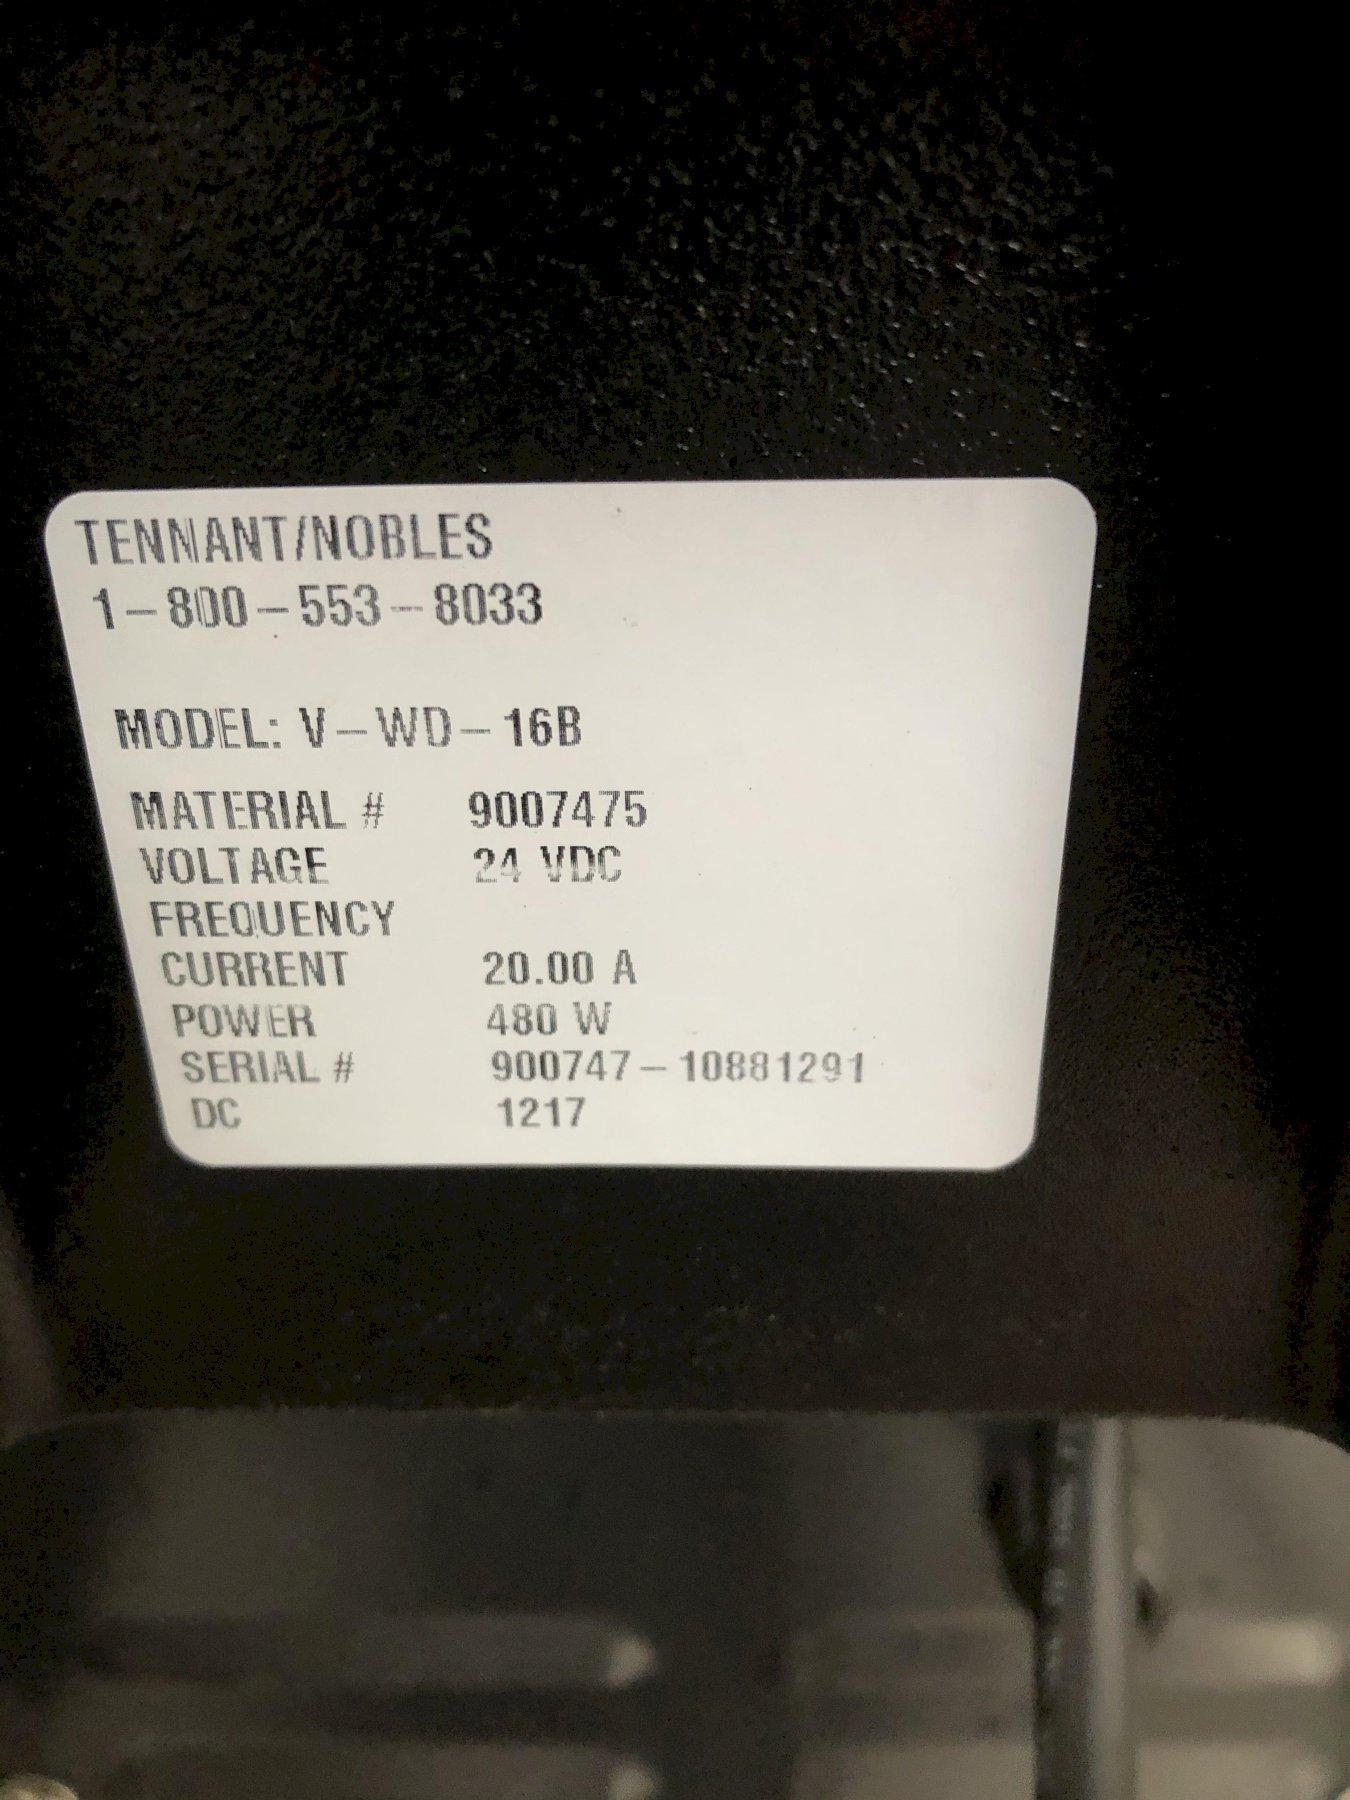 TENNANT/NOBLES
1-800-553-8033
MODEL: V-WD-16B
MATERIAL # 9007475
VOLTAGE 24 VDC
FREQUENCY
CURRENT 20.00 A
POWER 480 W
SERIAL # 900747-10881291
DC 1217